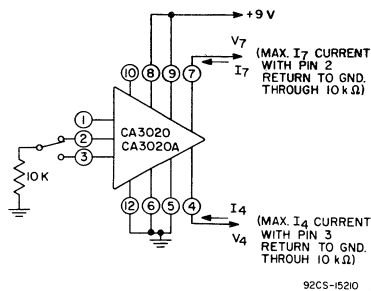 +9 V
V7
I7
(MAX. I7 CURRENT
WITH PIN 2
RETURN TO GND.
THROUGH 10 kΩ)
10
8
9
7
1
2
3
CA3020
CA3020A
10K
12
6
5
4
I4
V4
(MAX. I4 CURRENT
WITH PIN 3
RETURN TO GND.
THROUH 10 kΩ)
92CS-15210